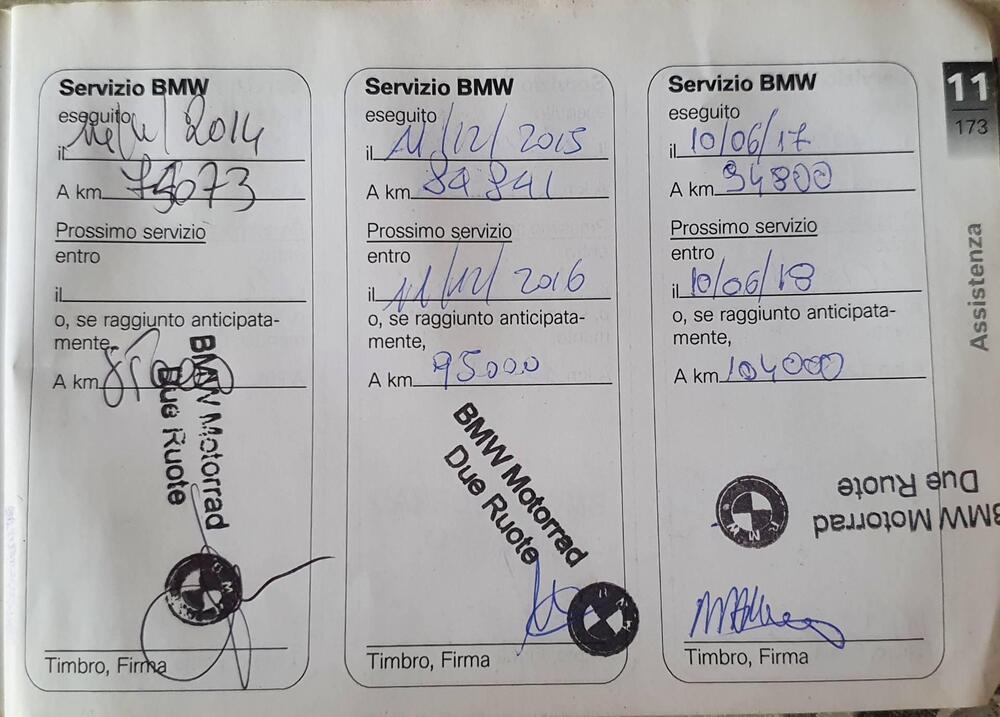 Servizio BMW
eseguito
il /2014
A km
Prossimo servizio
entro
il
o, se raggiunto anticipata-
mente,
A km
BMW Motorrad
Due Ruote
Timbro, Firma
Servizio BMW
eseguito
il 11/12/2015
A km 84841
Prossimo servizio
entro
il 11/12/2016
o, se raggiunto anticipata-
mente,
A km 95000
BMW Motorrad
Due Ruote
BMW
Timbro, Firma
Servizio BMW
eseguito
il 10/06/17
A km 94800
Prossimo servizio
entro
il 10/06/18
o, se raggiunto anticipata-
mente,
A km 104000
BMW Motorrad
Due Ruote
BMW
Timbro, Firma
11
173
Assistenza